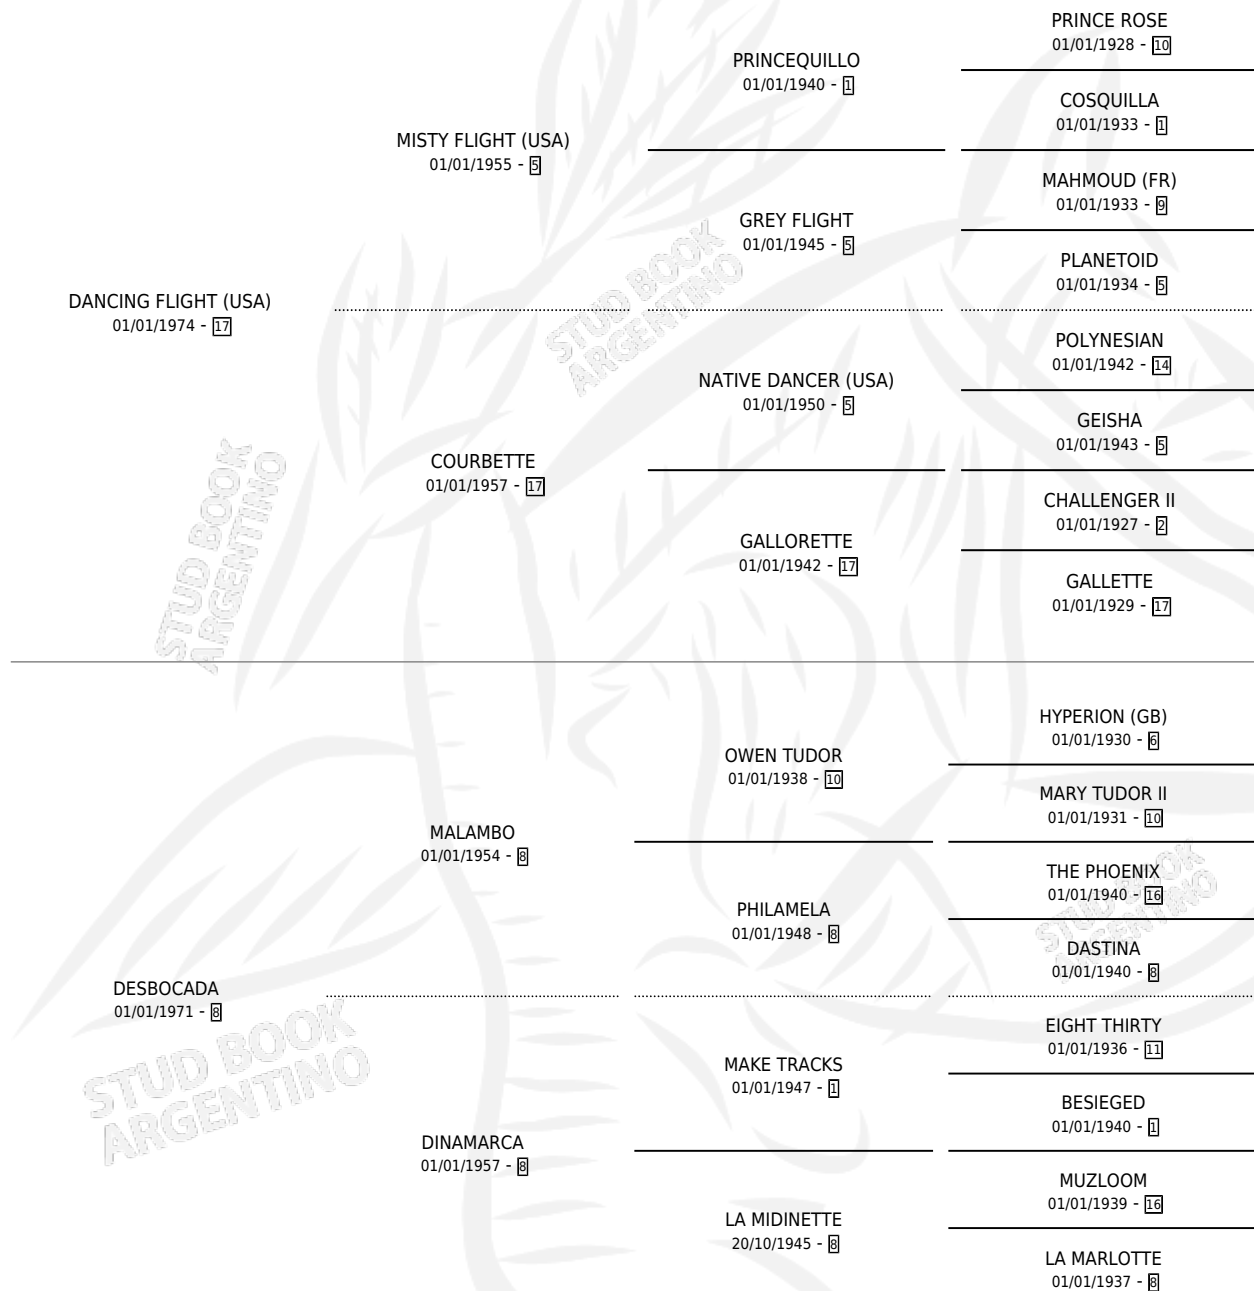 PRINCE ROSE
01/01/1928 - 10
PRINCEQUILLO
01/01/1940 - 1
COSQUILLA
01/01/1933 - 1
MISTY FLIGHT (USA)
01/01/1955 - 5
MAHMOUD (FR)
01/01/1933 - 9
GREY FLIGHT
01/01/1945 - 5
PLANETOID
01/01/1934 - 5
DANCING FLIGHT (USA)
01/01/1974 - 17
STUD BOOK
ARGENTINO
POLYNESIAN
01/01/1942 - 14
NATIVE DANCER (USA)
01/01/1950 - 5
GEISHA
01/01/1943 - 5
COURBETTE
01/01/1957 - 17
STUD BOOK
ARGENTINO
CHALLENGER II
01/01/1927 - 2
GALLORETTE
01/01/1942 - 17
GALLETTE
01/01/1929 - 17
HYPERION (GB)
01/01/1930 - 6
OWEN TUDOR
01/01/1938 - 10
MARY TUDOR II
01/01/1931 - 10
MALAMBO
01/01/1954 - 8
THE PHOENIX
01/01/1940 - 16
STUD BOOK
ARGENTINO
PHILAMELA
01/01/1948 - 8
DASTINA
01/01/1940 - 8
DESBOCADA
01/01/1971 - 8
STUD BOOK
ARGENTINO
EIGHT THIRTY
01/01/1936 - 11
MAKE TRACKS
01/01/1947 - 1
BESIEGED
01/01/1940 - 1
DINAMARCA
01/01/1957 - 8
MUZLOOM
01/01/1939 - 16
LA MIDINETTE
20/10/1945 - 8
LA MARLOTTE
01/01/1937 - 8